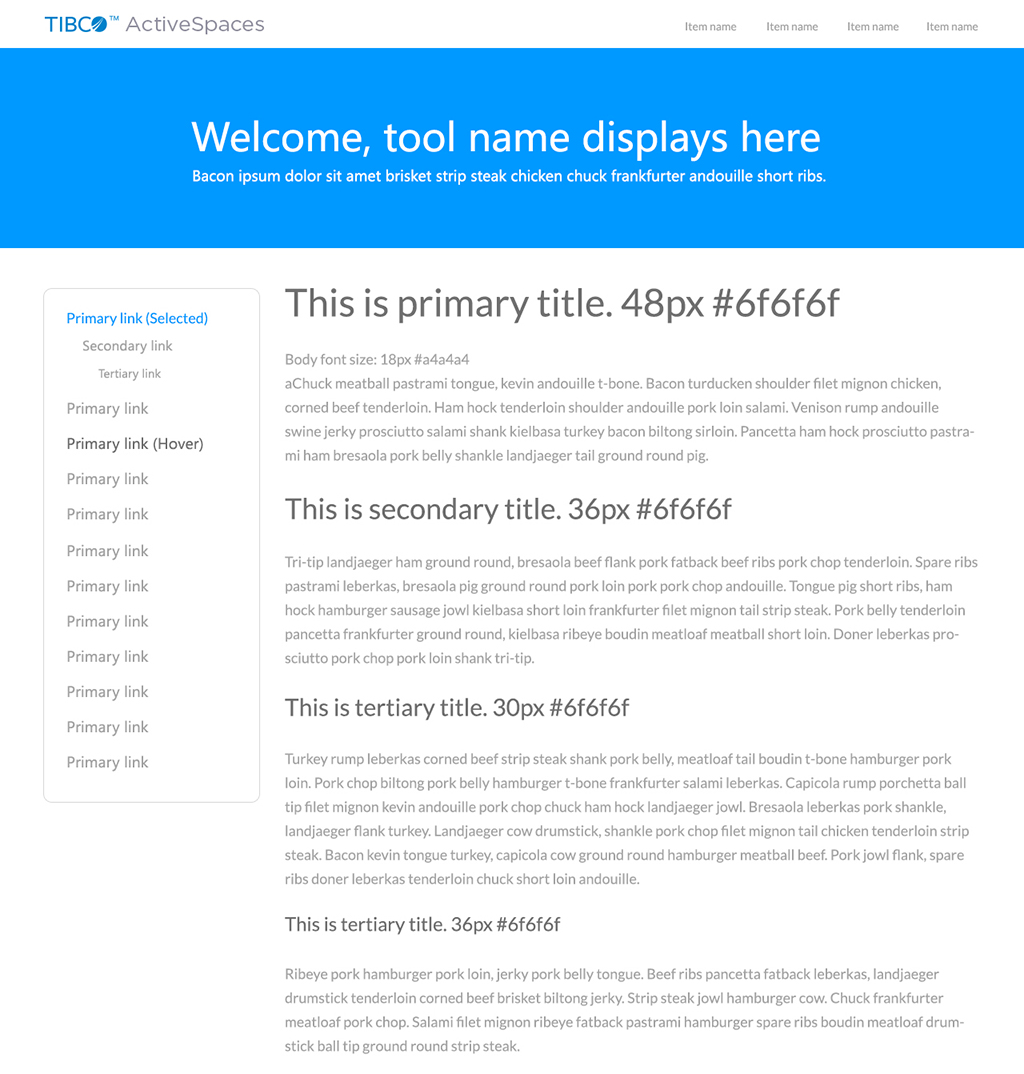 TIBCO™ ActiveSpaces
Item name Item name Item name Item name
Welcome, tool name displays here
Bacon ipsum dolor sit amet brisket strip steak chicken chuck frankfurter andouille short ribs.
Primary link (Selected)
Secondary link
Tertiary link
Primary link
Primary link (Hover)
Primary link
Primary link
Primary link
Primary link
Primary link
Primary link
Primary link
Primary link
Primary link
This is primary title. 48px #6f6f6f
Body font size: 18px #a4a4a4
aChuck meatball pastrami tongue, kevin andouille t-bone. Bacon turducken shoulder filet mignon chicken,
corned beef tenderloin. Ham hock tenderloin shoulder andouille pork loin salami. Venison rump andouille
swine jerky prosciutto salami shank kielbasa turkey bacon biltong sirloin. Pancetta ham hock prosciutto pastra-
mi ham bresaola pork belly shankle landjaeger tail ground round pig.
This is secondary title. 36px #6f6f6f
Tri-tip landjaeger ham ground round, bresaola beef flank pork fatback beef ribs pork chop tenderloin. Spare ribs
pastrami leberkas, bresaola pig ground round pork loin pork pork chop andouille. Tongue pig short ribs, ham
hock hamburger sausage jowl kielbasa short loin frankfurter filet mignon tail strip steak. Pork belly tenderloin
pancetta frankfurter ground round, kielbasa ribeye boudin meatloaf meatball short loin. Doner leberkas pro-
sciutto pork chop pork loin shank tri-tip.
This is tertiary title. 30px #6f6f6f
Turkey rump leberkas corned beef strip steak shank pork belly, meatloaf tail boudin t-bone hamburger pork
loin. Pork chop biltong pork belly hamburger t-bone frankfurter salami leberkas. Capicola rump porchetta ball
tip filet mignon kevin andouille pork chop chuck ham hock landjaeger jowl. Bresaola leberkas pork shankle,
landjaeger flank turkey. Landjaeger cow drumstick, shankle pork chop filet mignon tail chicken tenderloin strip
steak. Bacon kevin tongue turkey, capicola cow ground round hamburger meatball beef. Pork jowl flank, spare
ribs doner leberkas tenderloin chuck short loin andouille.
This is tertiary title. 36px #6f6f6f
Ribeye pork hamburger pork loin, jerky pork belly tongue. Beef ribs pancetta fatback leberkas, landjaeger
drumstick tenderloin corned beef brisket biltong jerky. Strip steak jowl hamburger cow. Chuck frankfurter
meatloaf pork chop. Salami filet mignon ribeye fatback pastrami hamburger spare ribs boudin meatloaf drum-
stick ball tip ground round strip steak.